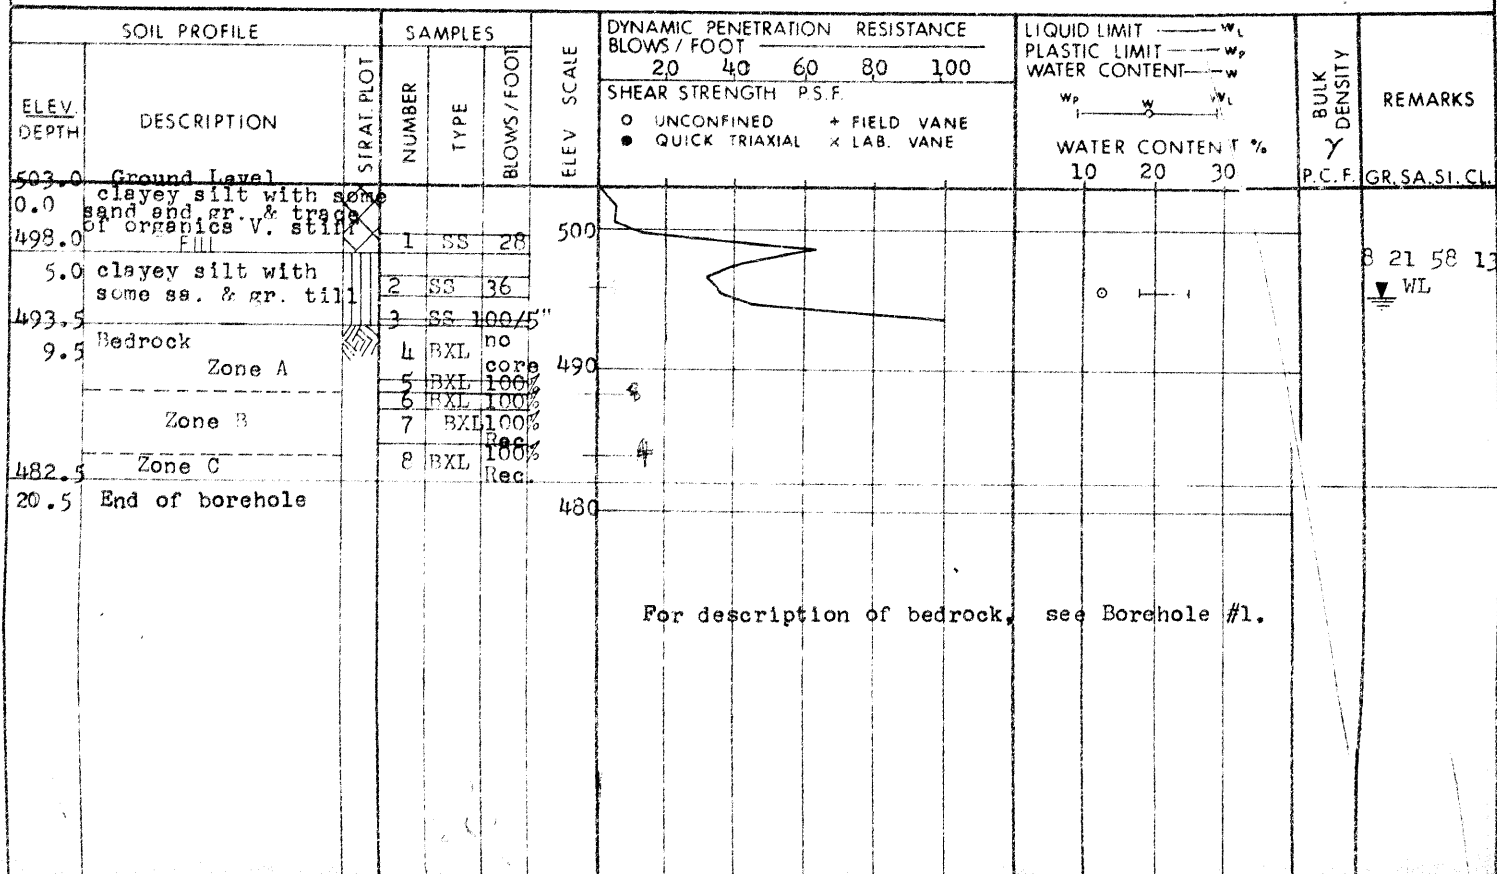 SOIL PROFILE
SAMPLES
ELEV SCALE
DYNAMIC PENETRATION RESISTANCE
BLOWS / FOOT
20 40 60 80 100
SHEAR STRENGTH P.S.F.
○ UNCONFINED + FIELD VANE
● QUICK TRIAXIAL × LAB. VANE
LIQUID LIMIT —— wL
PLASTIC LIMIT —— wP
WATER CONTENT — w
wP w wL
WATER CONTENT %
10 20 30
BULK DENSITY
γ
P.C.F.
REMARKS
GR. SA. SI. CL.
ELEV.
DEPTH
DESCRIPTION
STRAT. PLOT
NUMBER
TYPE
BLOWS / FOOT
503.0 Ground Level
0.0 clayey silt with some
sand and gr. & trace
of organics V. stiff
498.0 Fill
1 SS 28
500
5.0 clayey silt with
some sa. & gr. till
2 SS 36
8 21 58 13
WL
493.5
3 SS 100/5"
9.5 Bedrock
Zone A
4 BXL no core
490
5 BXL 100%
6 BXL 100%
Zone B
7 BXL 100% Rec.
Zone C
8 BXL 100% Rec.
482.5
20.5 End of borehole
480
For description of bedrock, see Borehole #1.